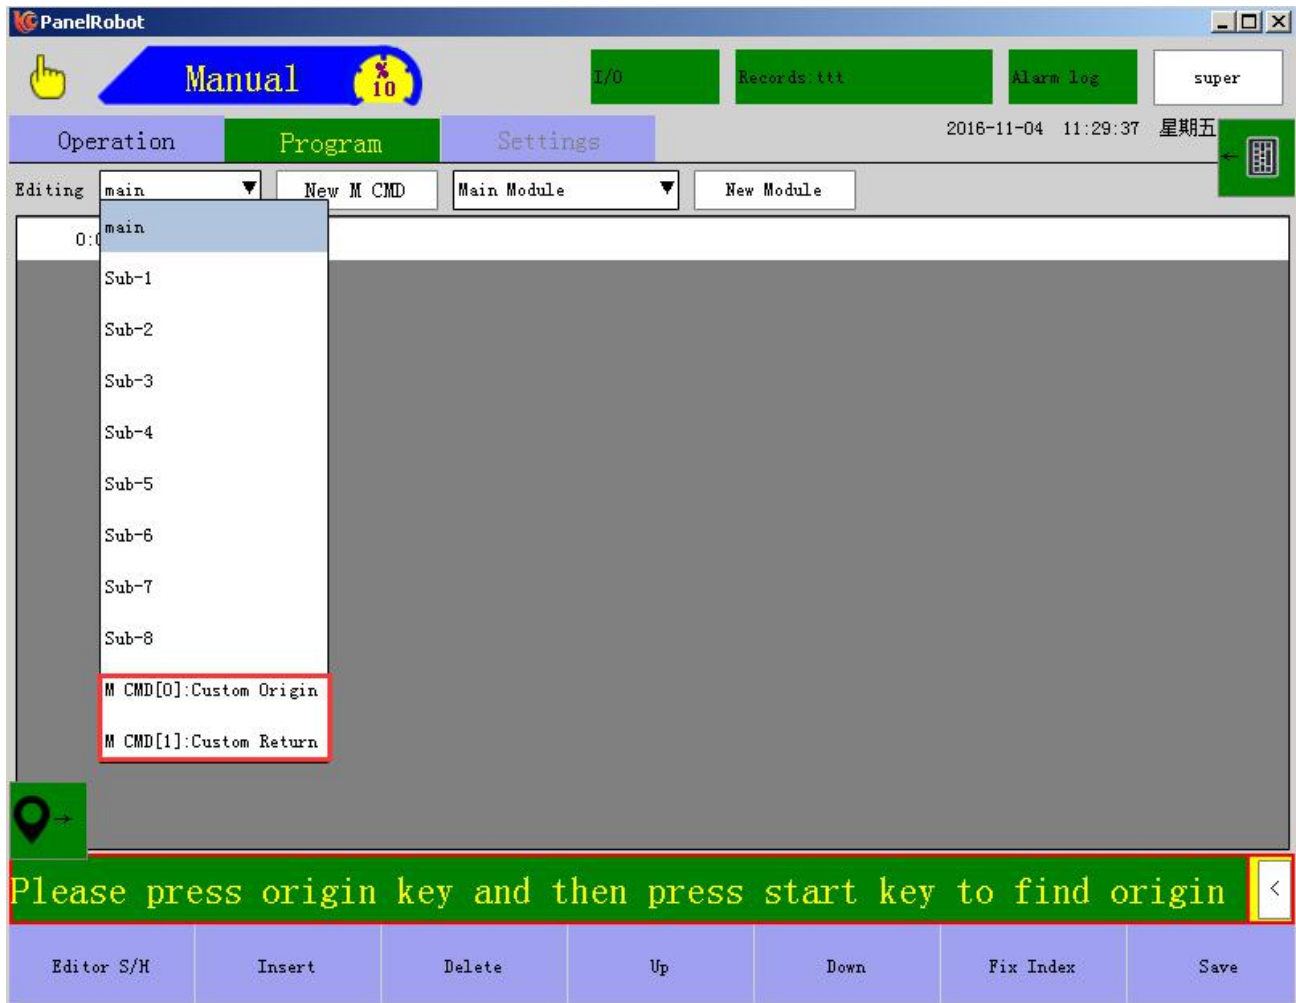 PanelRobot
Manual
%
10
I/O
Records:ttt
Alarm log
super
Operation
Program
Settings
2016-11-04 11:29:37 星期五
Editing
main
New M CMD
Main Module
New Module
main
Sub-1
Sub-2
Sub-3
Sub-4
Sub-5
Sub-6
Sub-7
Sub-8
M CMD[0]:Custom Origin
M CMD[1]:Custom Return
Please press origin key and then press start key to find origin
<
Editor S/H
Insert
Delete
Up
Down
Fix Index
Save